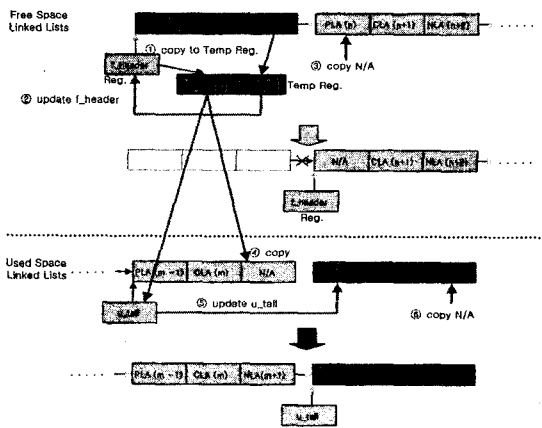 Free Space
Linked Lists
PLA (n) CLA (n+1) NLA (n+2)
① copy to Temp Reg.
f_header
Reg.
③ copy N/A
Temp Reg.
② update f_header
N/A CLA (n+1) NLA (n+2)
f_header
Reg.
Used Space
Linked Lists
④ copy
PLA (m - 1) CLA (m) N/A
⑤ update u_tail
u_tail
⑥ copy N/A
PLA (m - 1) CLA (m) NLA(m+1)
u_tail